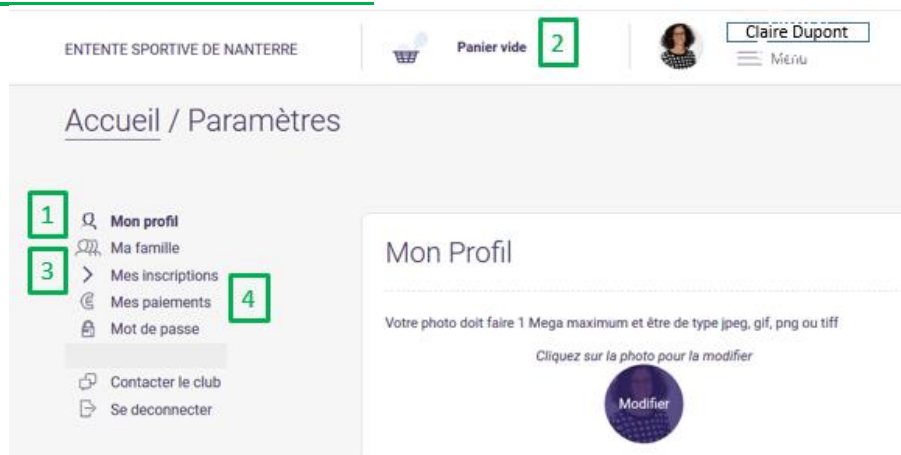 ENTENTE SPORTIVE DE NANTERRE
Panier vide
2
Claire Dupont
Menu
Accueil / Paramètres
1
Mon profil
Ma famille
3
Mes inscriptions
Mes paiements
4
Mot de passe
Contacter le club
Se deconnecter
Mon Profil
Votre photo doit faire 1 Mega maximum et être de type jpeg, gif, png ou tiff
Cliquez sur la photo pour la modifier
Modifier